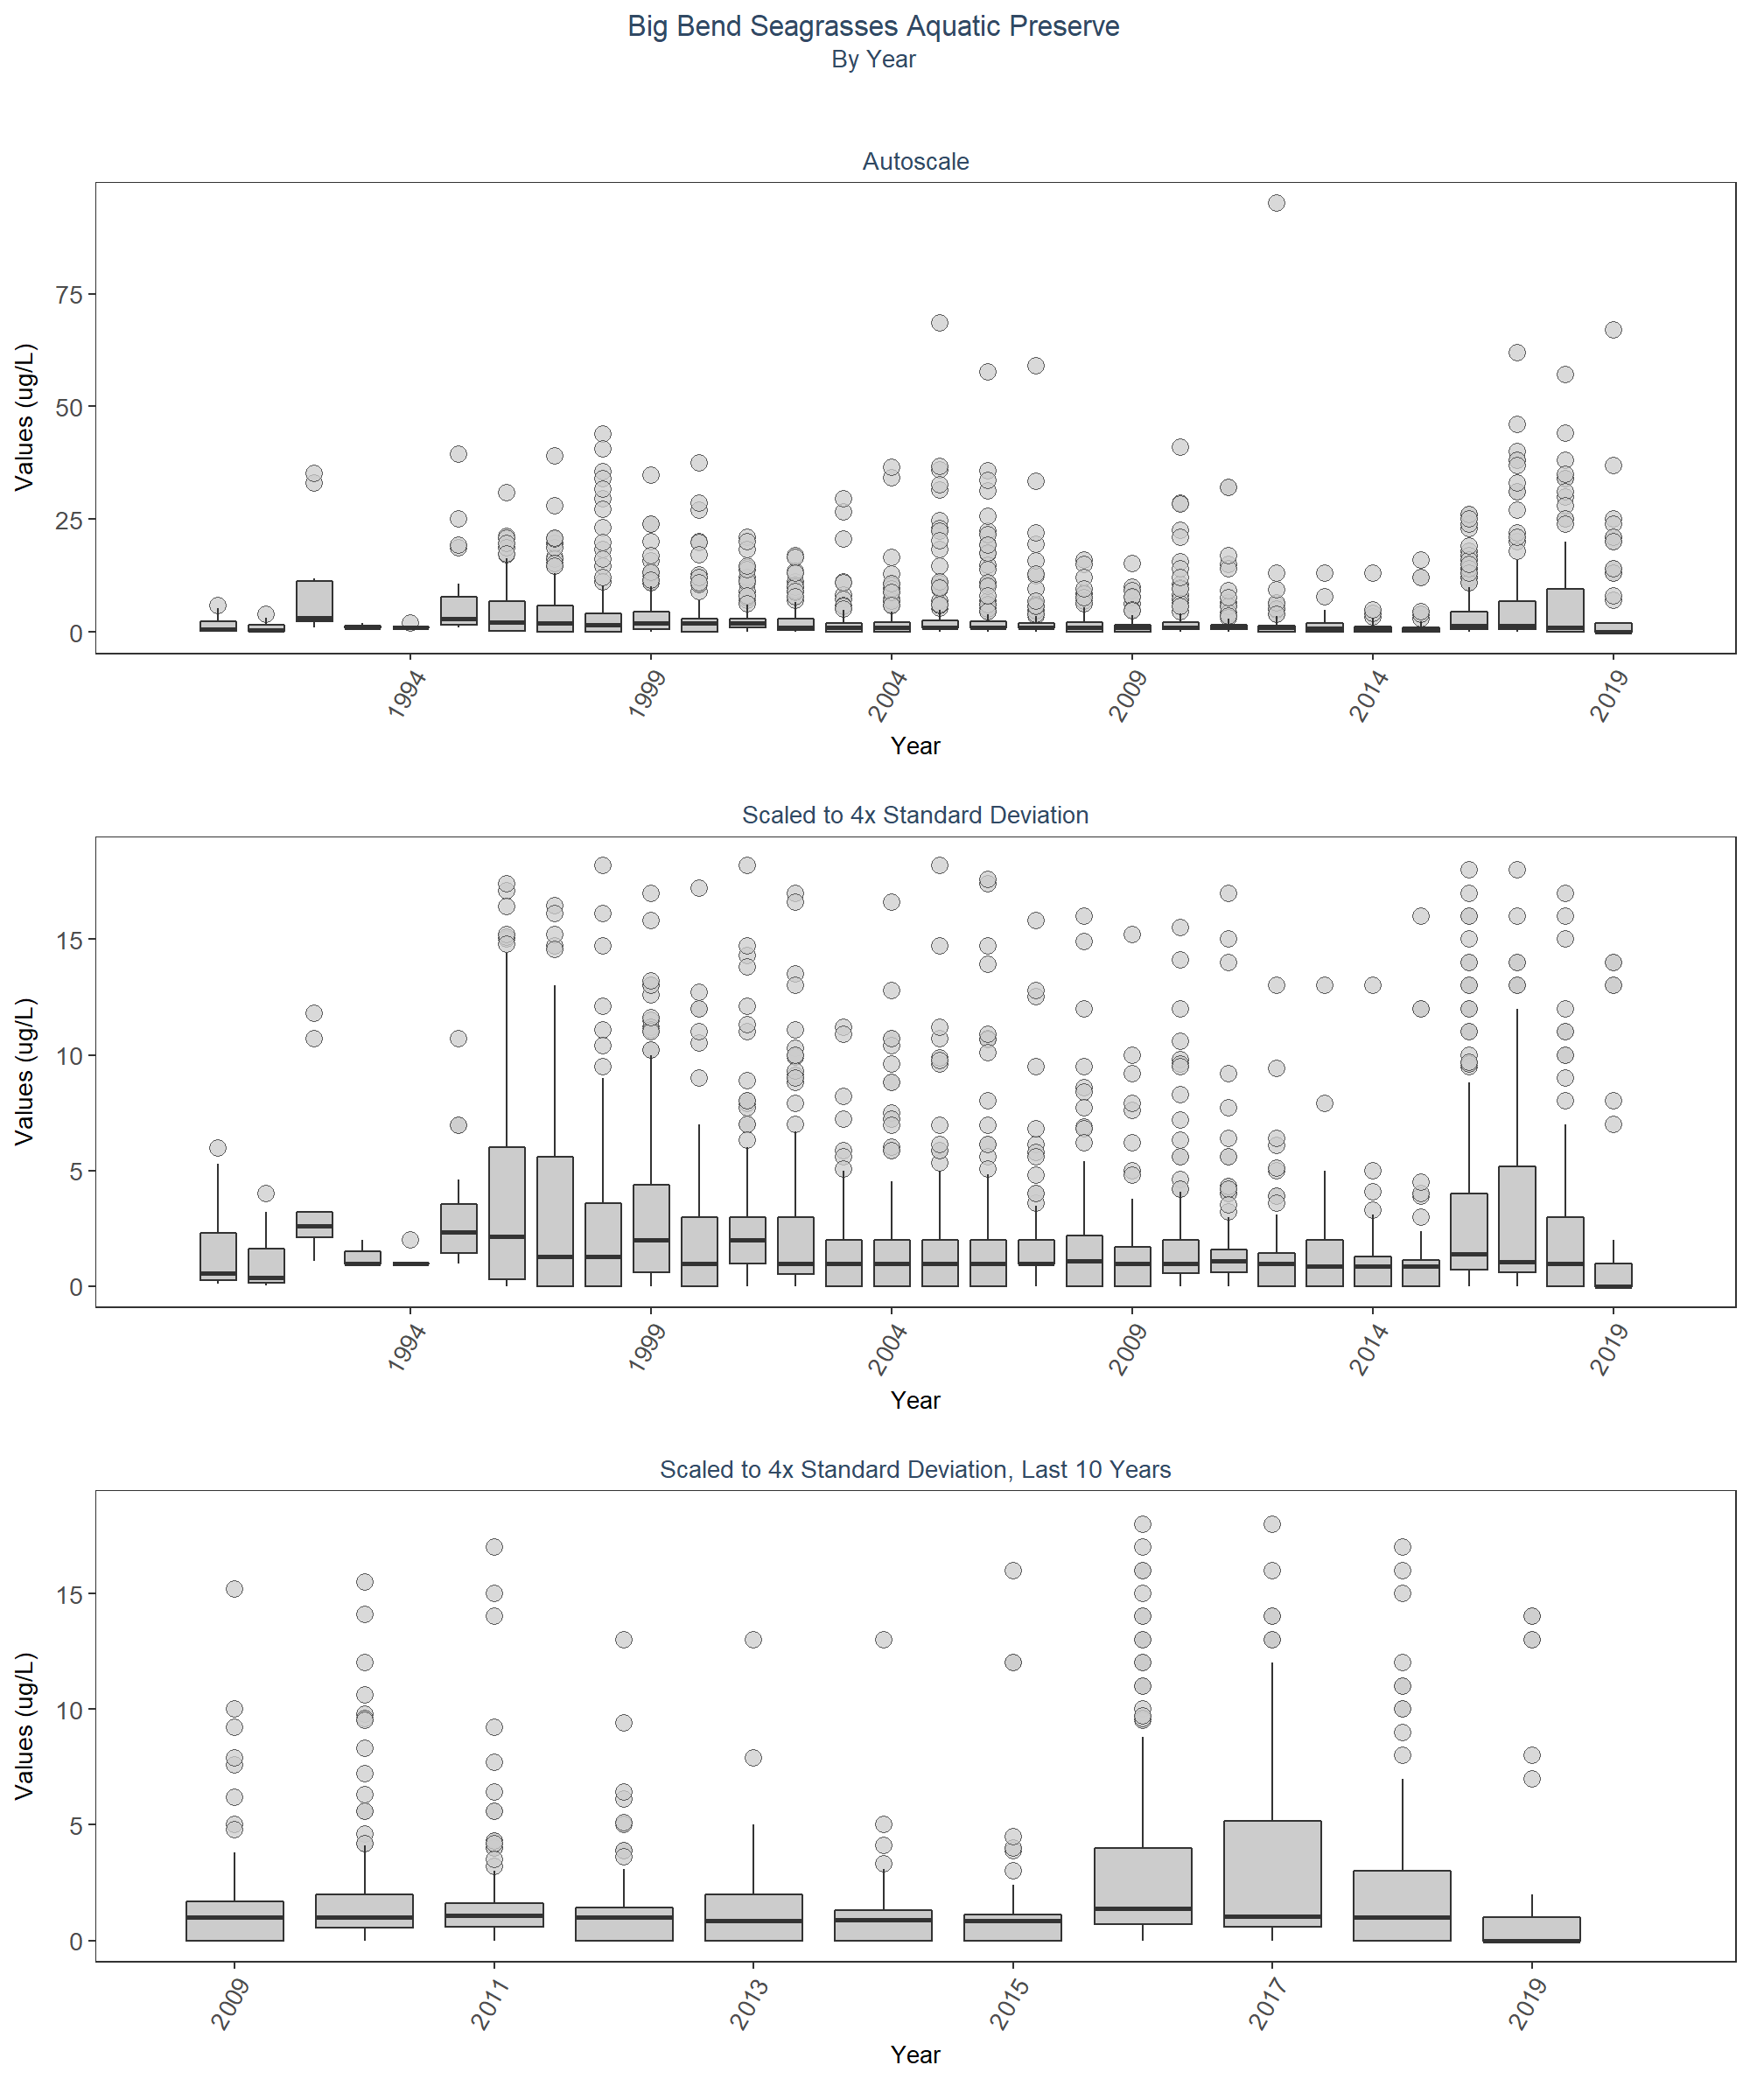 Big Bend Seagrasses Aquatic Preserve
By Year
Autoscale
Values (ug/L)
75
50
25
0
1994 1999 2004 2009 2014 2019
Year
Scaled to 4x Standard Deviation
Values (ug/L)
15
10
5
0
1994 1999 2004 2009 2014 2019
Year
Scaled to 4x Standard Deviation, Last 10 Years
Values (ug/L)
15
10
5
0
2009 2011 2013 2015 2017 2019
Year